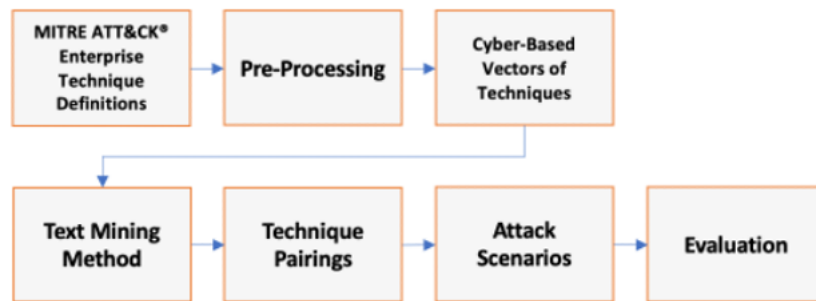 MITRE ATT&CK®
Enterprise
Technique
Definitions
Pre-Processing
Cyber-Based
Vectors of
Techniques
Text Mining
Method
Technique
Pairings
Attack
Scenarios
Evaluation